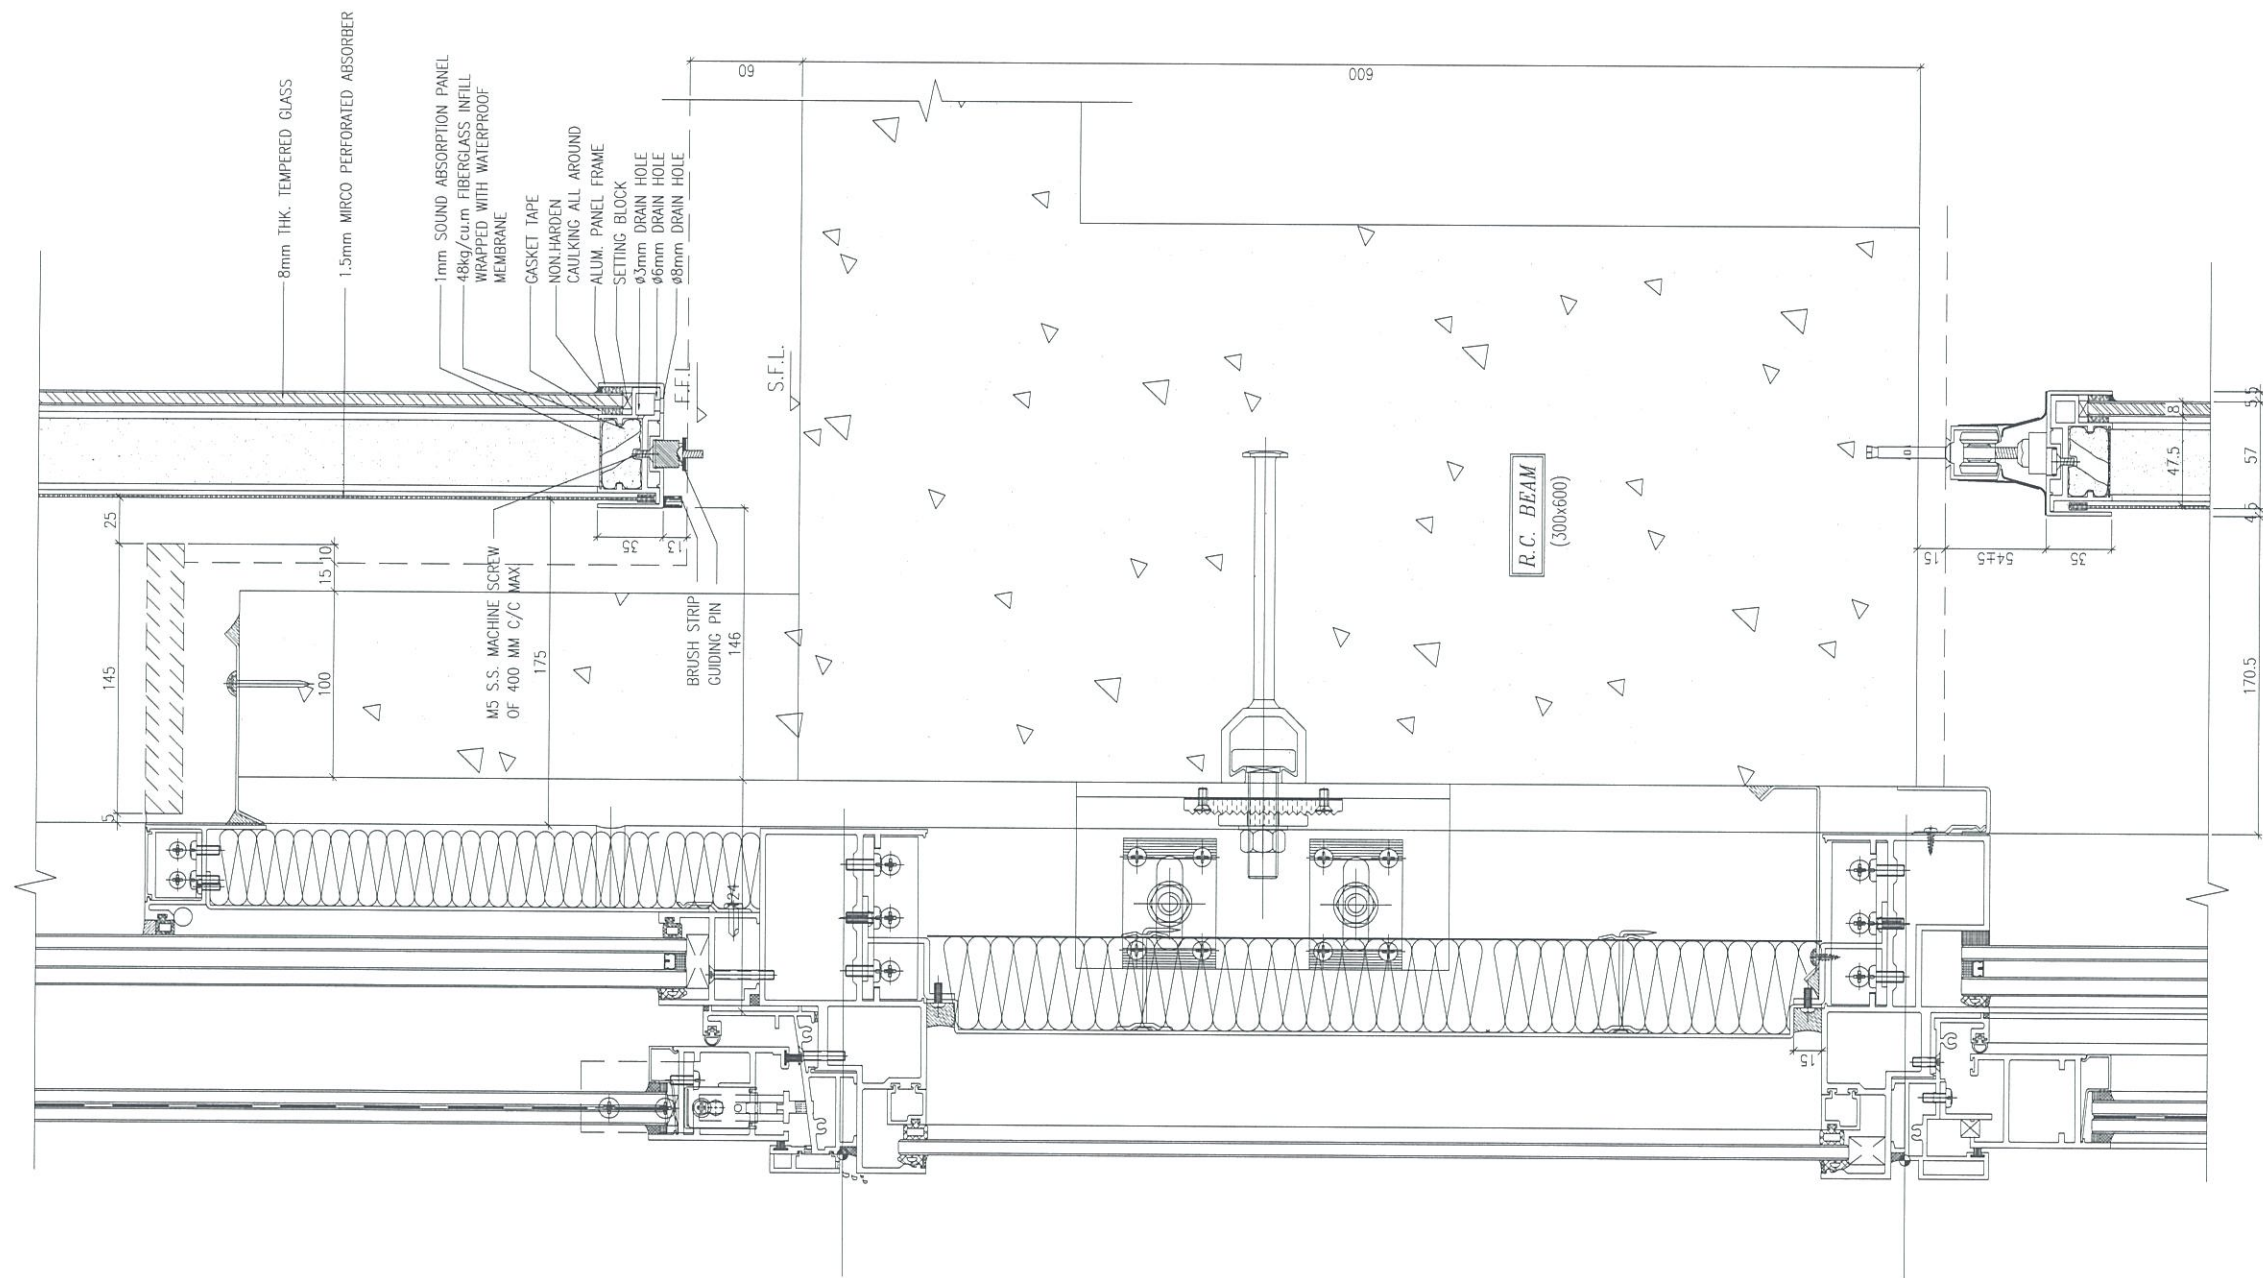 8mm THK. TEMPERED GLASS
1.5mm MIRCO PERFORATED ABSORBER
1mm SOUND ABSORPTION PANEL
48kg/cu.m FIBERGLASS INFILL
WRAPPED WITH WATERPROOF
MEMBRANE
GASKET TAPE
NON.HARDEN
CAULKING ALL AROUND
ALUM. PANEL FRAME
SETTING BLOCK
ø3mm DRAIN HOLE
ø6mm DRAIN HOLE
ø8mm DRAIN HOLE
F.F.L.
S.F.L.
60
600
25
145
5
10
15
100
35
13
M5 S.S. MACHINE SCREW
OF 400 MM C/C MAX
175
BRUSH STRIP
GUIDING PIN
146
24
R.C. BEAM
(300x600)
15
15
54±5
35
8
47.5
5.5
57
4.5
170.5